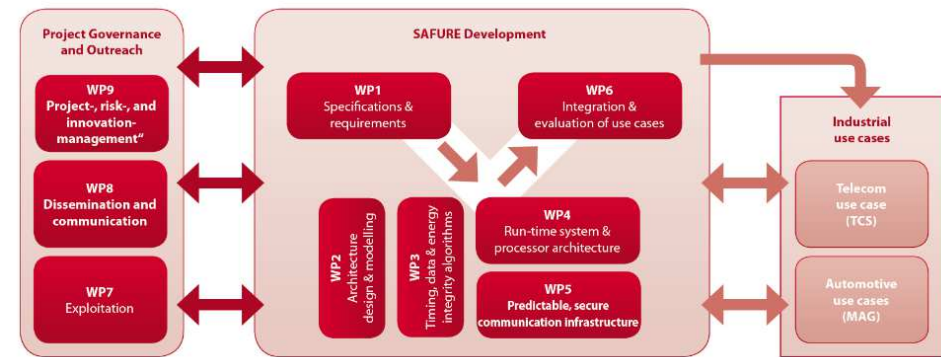 Project Governance
and Outreach
WP9
Project-, risk-, and
innovation-
management“
WP8
Dissemination and
communication
WP7
Exploitation
SAFURE Development
WP1
Specifications &
requirements
WP6
Integration &
evaluation of use cases
WP2
Architecture
design & modelling
WP3
Timing, data & energy
integrity algorithms
WP4
Run-time system &
processor architecture
WP5
Predictable, secure
communication infrastructure
Industrial
use cases
Telecom
use case
(TCS)
Automotive
use cases
(MAG)